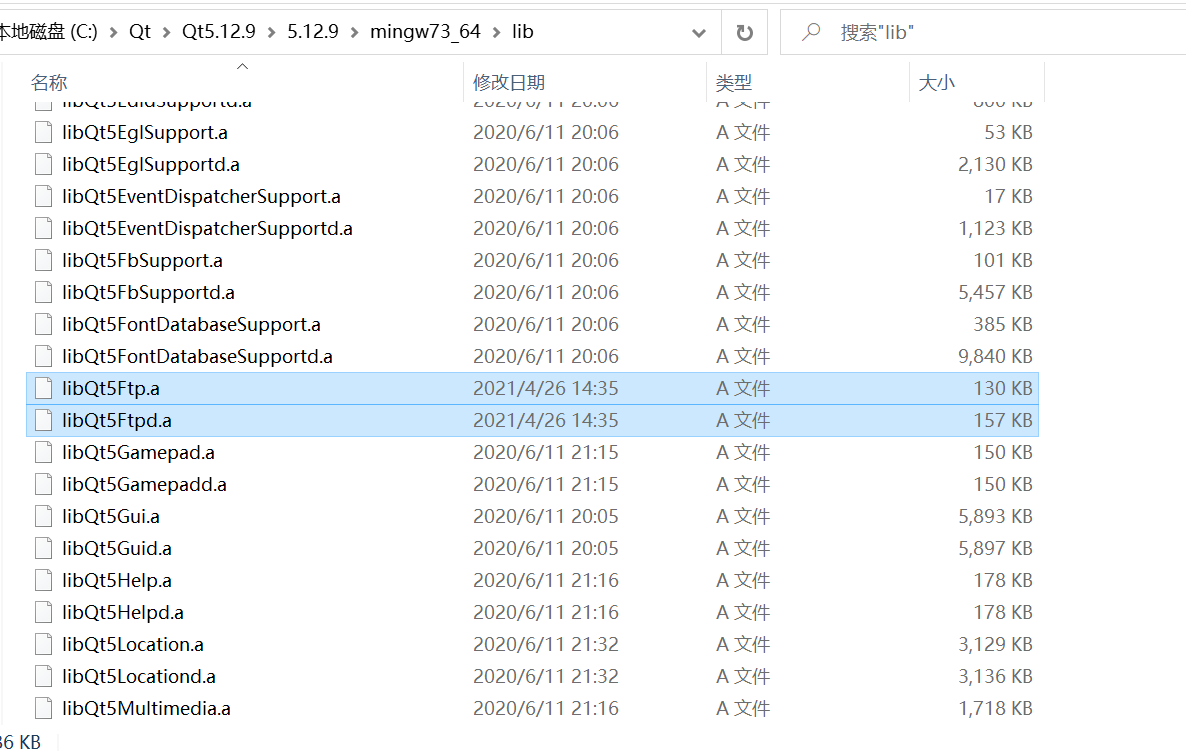 本地磁盘 (C:) > Qt > Qt5.12.9 > 5.12.9 > mingw73_64 > lib 搜索"lib"
名称 修改日期 类型 大小
libQt5EdidSupportd.a 2020/6/11 20:06 A 文件 KB
libQt5EglSupport.a 2020/6/11 20:06 A 文件 53 KB
libQt5EglSupportd.a 2020/6/11 20:06 A 文件 2,130 KB
libQt5EventDispatcherSupport.a 2020/6/11 20:06 A 文件 17 KB
libQt5EventDispatcherSupportd.a 2020/6/11 20:06 A 文件 1,123 KB
libQt5FbSupport.a 2020/6/11 20:06 A 文件 101 KB
libQt5FbSupportd.a 2020/6/11 20:06 A 文件 5,457 KB
libQt5FontDatabaseSupport.a 2020/6/11 20:06 A 文件 385 KB
libQt5FontDatabaseSupportd.a 2020/6/11 20:06 A 文件 9,840 KB
libQt5Ftp.a 2021/4/26 14:35 A 文件 130 KB
libQt5Ftpd.a 2021/4/26 14:35 A 文件 157 KB
libQt5Gamepad.a 2020/6/11 21:15 A 文件 150 KB
libQt5Gamepadd.a 2020/6/11 21:15 A 文件 150 KB
libQt5Gui.a 2020/6/11 20:05 A 文件 5,893 KB
libQt5Guid.a 2020/6/11 20:05 A 文件 5,897 KB
libQt5Help.a 2020/6/11 21:16 A 文件 178 KB
libQt5Helpd.a 2020/6/11 21:16 A 文件 178 KB
libQt5Location.a 2020/6/11 21:32 A 文件 3,129 KB
libQt5Locationd.a 2020/6/11 21:32 A 文件 3,136 KB
libQt5Multimedia.a 2020/6/11 21:16 A 文件 1,718 KB
6 KB